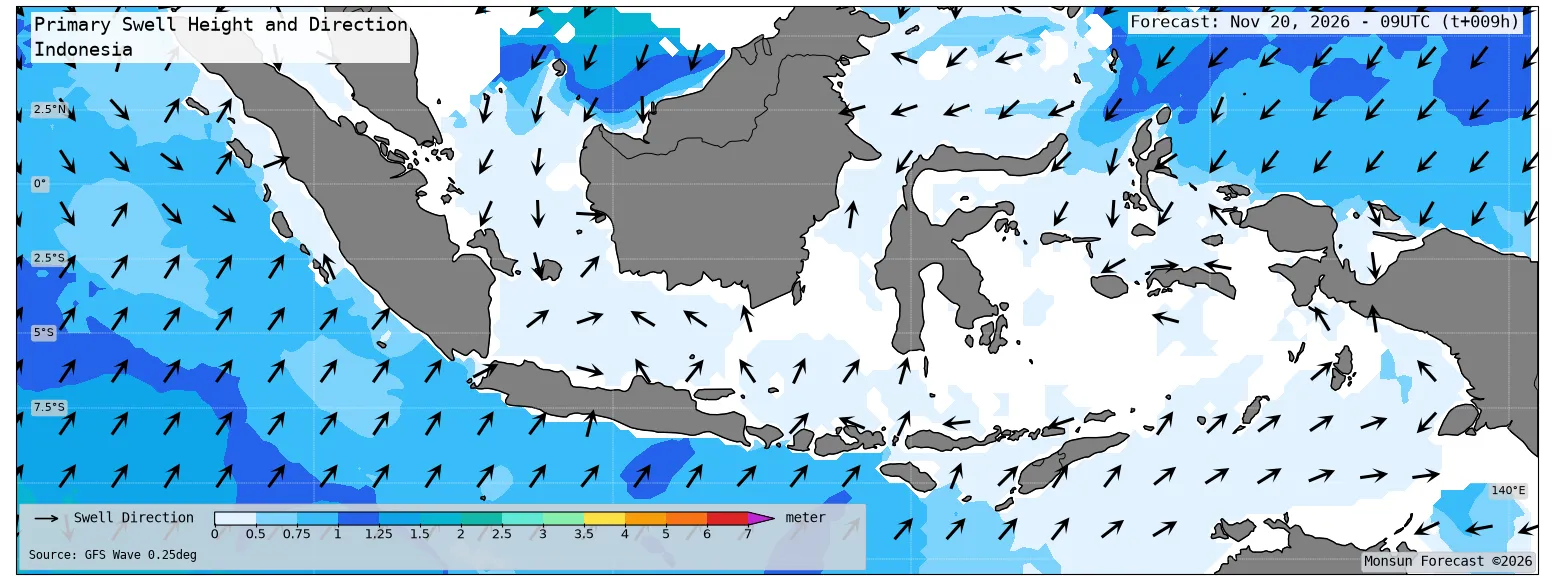 Primary Swell Height and Direction
Indonesia
Forecast: Nov 20, 2026 - 09UTC (t+009h)
2.5°N
0°
2.5°S
5°S
7.5°S
140°E
Swell Direction
0 0.5 0.75 1 1.25 1.5 2 2.5 3 3.5 4 5 6 7
meter
Source: GFS Wave 0.25deg
Monsun Forecast ©2026